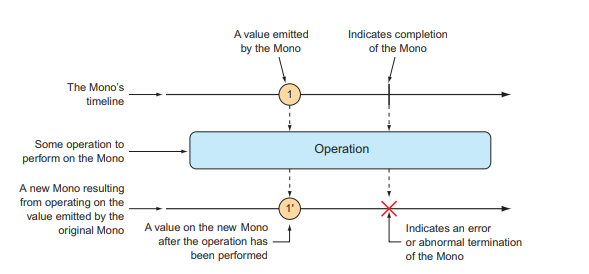 A value emitted
by the Mono
Indicates completion
of the Mono
The Mono's
timeline
1
Some operation to
perform on the Mono
Operation
A new Mono resulting
from operating on the
value emitted by the
original Mono
1'
A value on the new Mono
after the operation has
been performed
Indicates an error
or abnormal termination
of the Mono